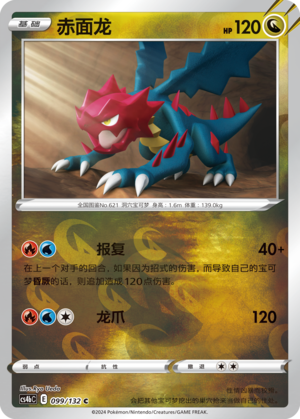 基础 赤面龙 HP 120
全国图鉴No.621 洞穴宝可梦 身高：1.6m 体重：139.0kg
报复 40+
在上一个对手的回合，如果因为招式的伤害，而导致自己的宝可
梦昏厥的话，则追加造成120点伤害。
龙爪 120
弱点 抵抗力 撤退
Illus.Ryo Ueda
cs4bC E 099/132 C
©2024 Pokémon/Nintendo/Creatures/GAME FREAK.